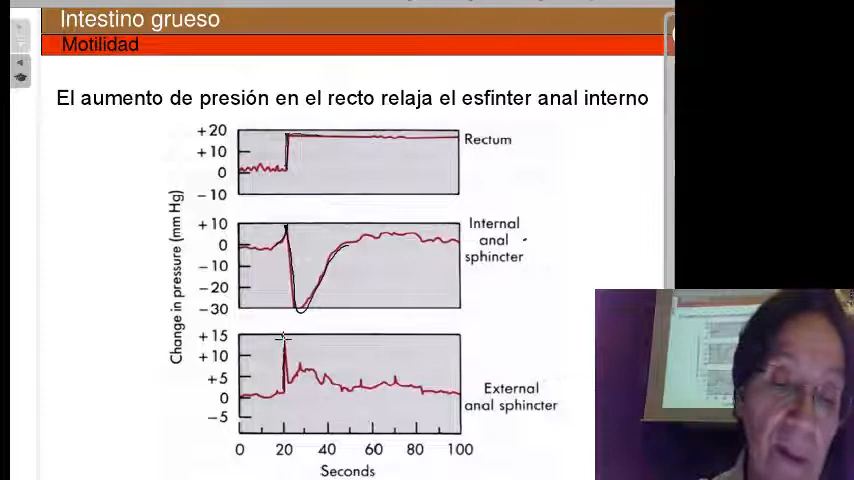 Intestino grueso
Motilidad
El aumento de presión en el recto relaja el esfinter anal interno
+20
+10
0
-10
Rectum
+10
0
-10
-20
-30
Internal
anal
sphincter
+15
+10
+5
0
-5
External
anal sphincter
Change in pressure (mm Hg)
0 20 40 60 80 100
Seconds